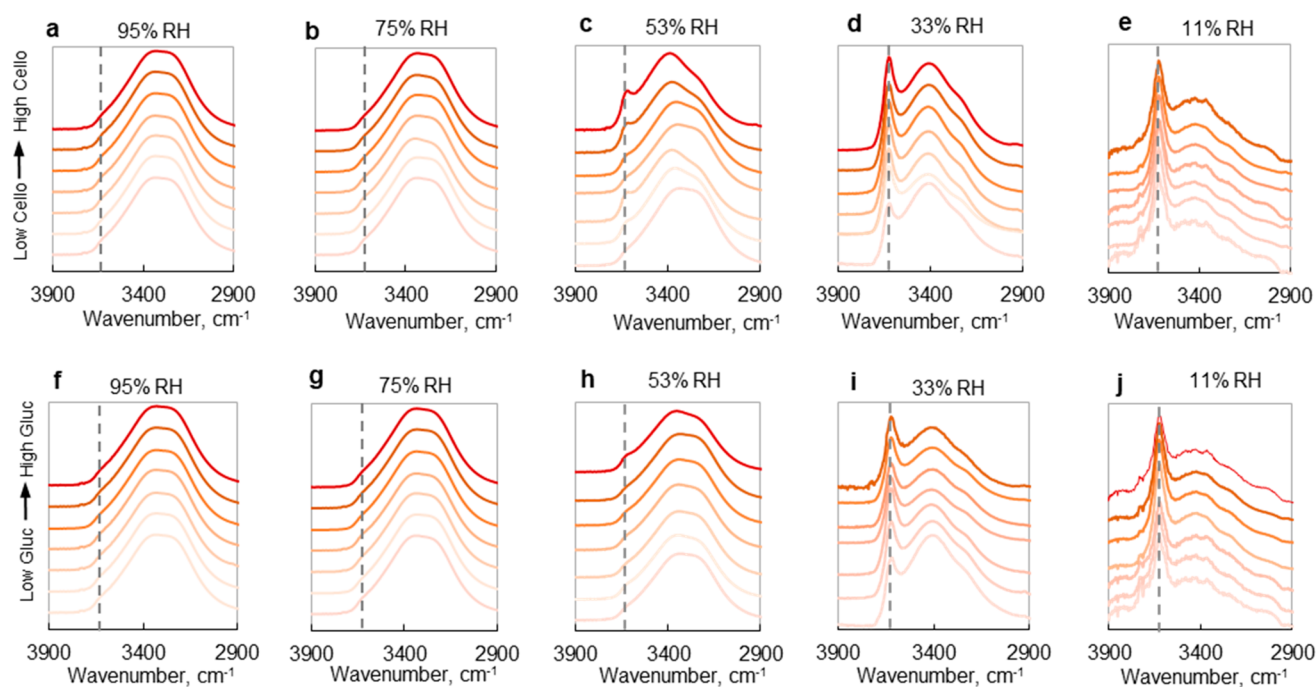 a 95% RH
b 75% RH
c 53% RH
d 33% RH
e 11% RH
Low Cello → High Cello
3900 3400 2900
3900 3400 2900
3900 3400 2900
3900 3400 2900
3900 3400 2900
Wavenumber, cm-1
Wavenumber, cm-1
Wavenumber, cm-1
Wavenumber, cm-1
Wavenumber, cm-1
f 95% RH
g 75% RH
h 53% RH
i 33% RH
j 11% RH
Low Gluc → High Gluc
3900 3400 2900
3900 3400 2900
3900 3400 2900
3900 3400 2900
3900 3400 2900
Wavenumber, cm-1
Wavenumber, cm-1
Wavenumber, cm-1
Wavenumber, cm-1
Wavenumber, cm-1